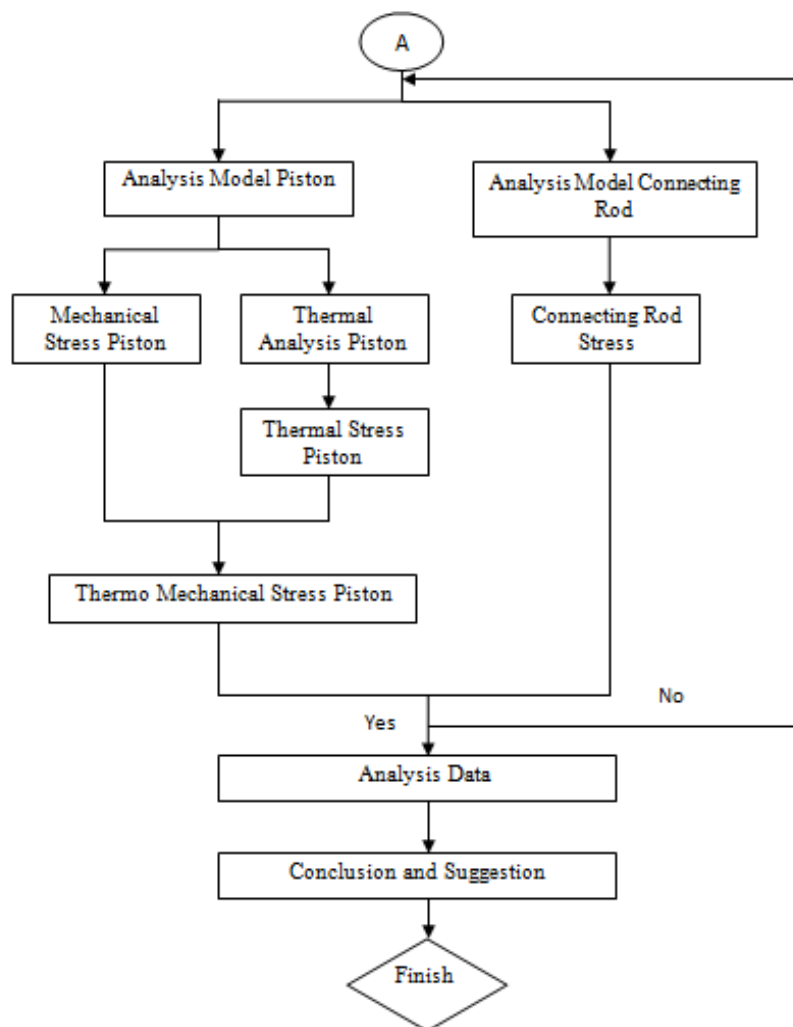 A
Analysis Model Piston
Analysis Model Connecting
Rod
Mechanical
Stress Piston
Thermal
Analysis Piston
Connecting Rod
Stress
Thermal Stress
Piston
Thermo Mechanical Stress Piston
No
Yes
Analysis Data
Conclusion and Suggestion
Finish